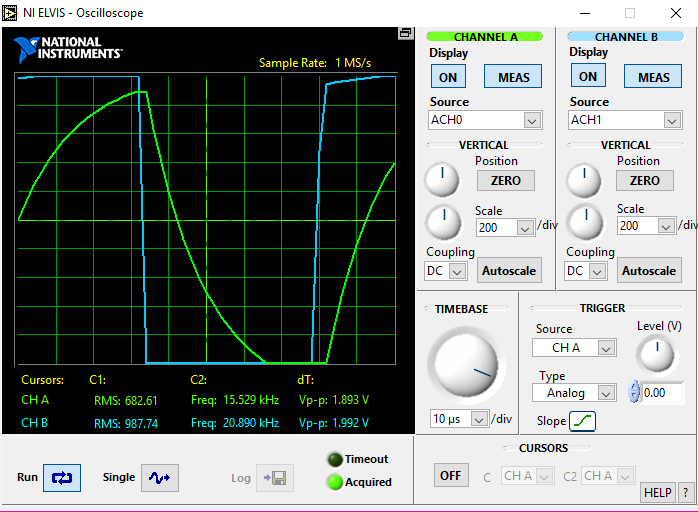 NI ELVIS - Oscilloscope
NATIONAL
INSTRUMENTS™
Sample Rate: 1 MS/s
Cursors: C1: C2: dT:
CH A RMS: 682.61 Freq: 15.529 kHz Vp-p: 1.893 V
CH B RMS: 987.74 Freq: 20.890 kHz Vp-p: 1.992 V
Run
Single
Log
Timeout
Acquired
CHANNEL A
Display
ON MEAS
Source
ACH0
VERTICAL
Position
ZERO
Scale
200 /div
Coupling
DC Autoscale
CHANNEL B
Display
ON MEAS
Source
ACH1
VERTICAL
Position
ZERO
Scale
200 /div
Coupling
DC Autoscale
TIMEBASE
10 µs /div
TRIGGER
Source
CH A
Level (V)
Type
Analog
0.00
Slope
CURSORS
OFF C CH A C2 CH A
HELP ?